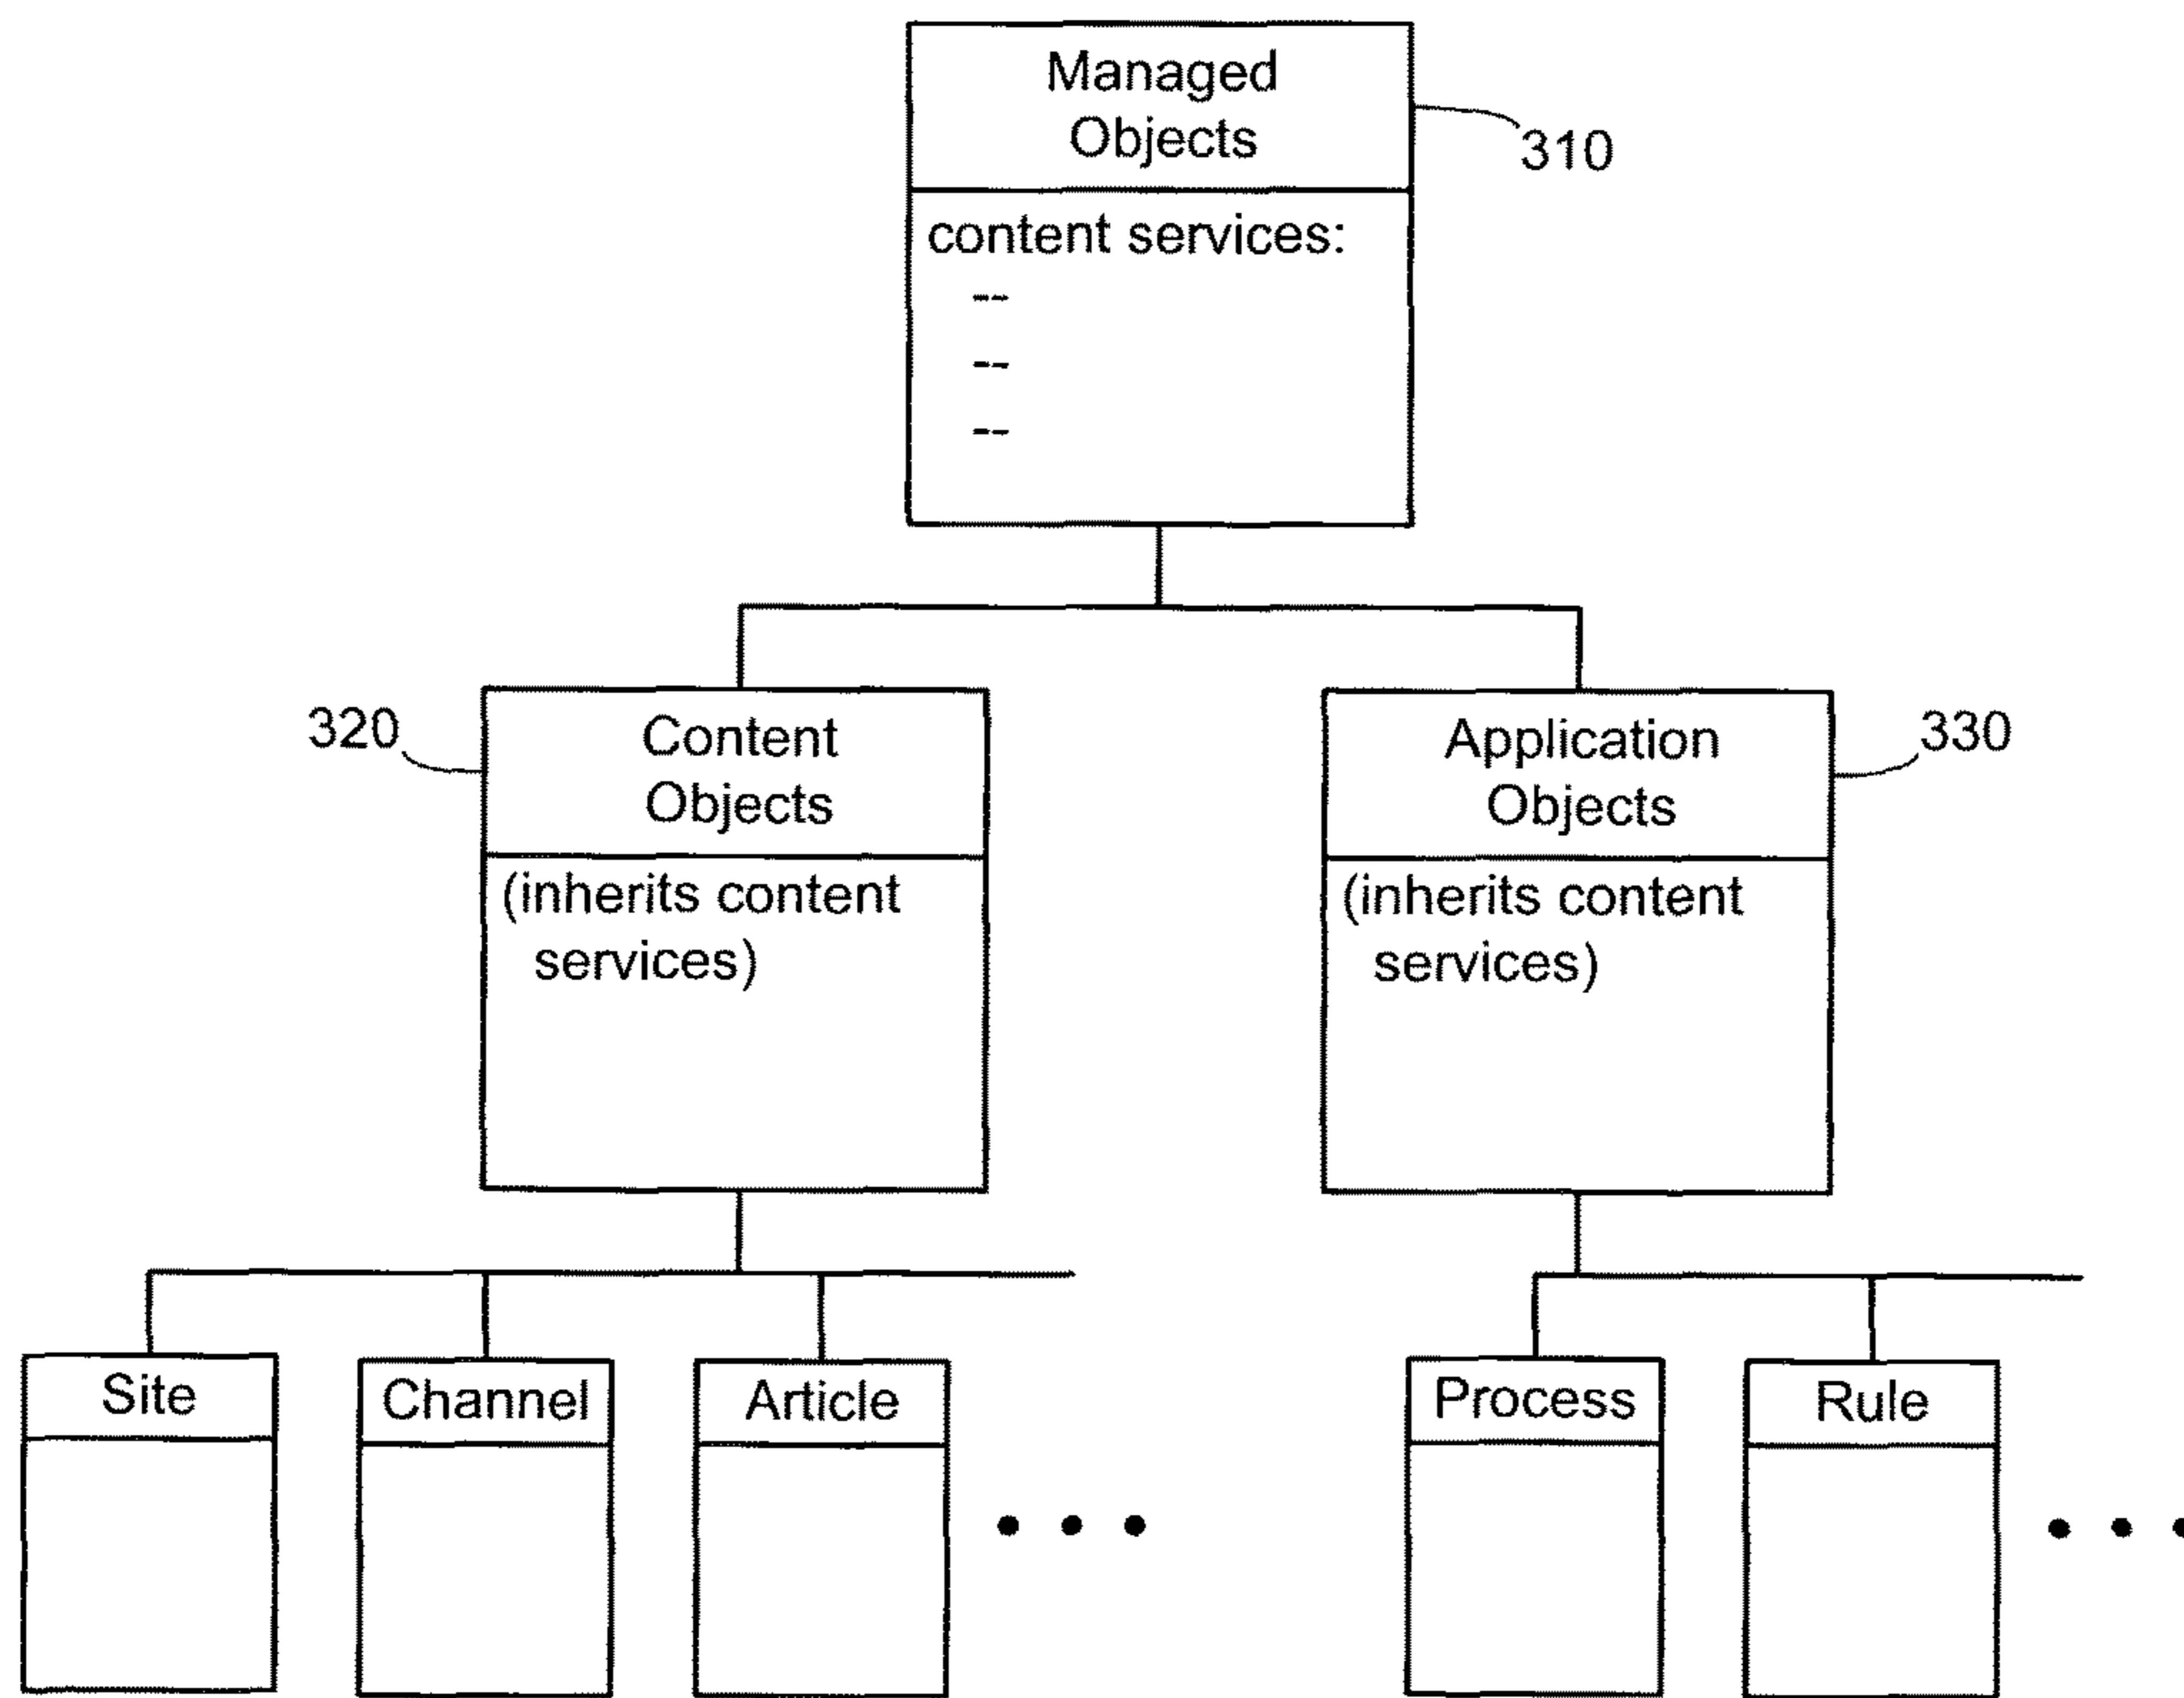 Managed
Objects
310
content services:
--
--
--
320
Content
Objects
(inherits content
services)
Application
Objects
330
(inherits content
services)
Site
Channel
Article
Process
Rule